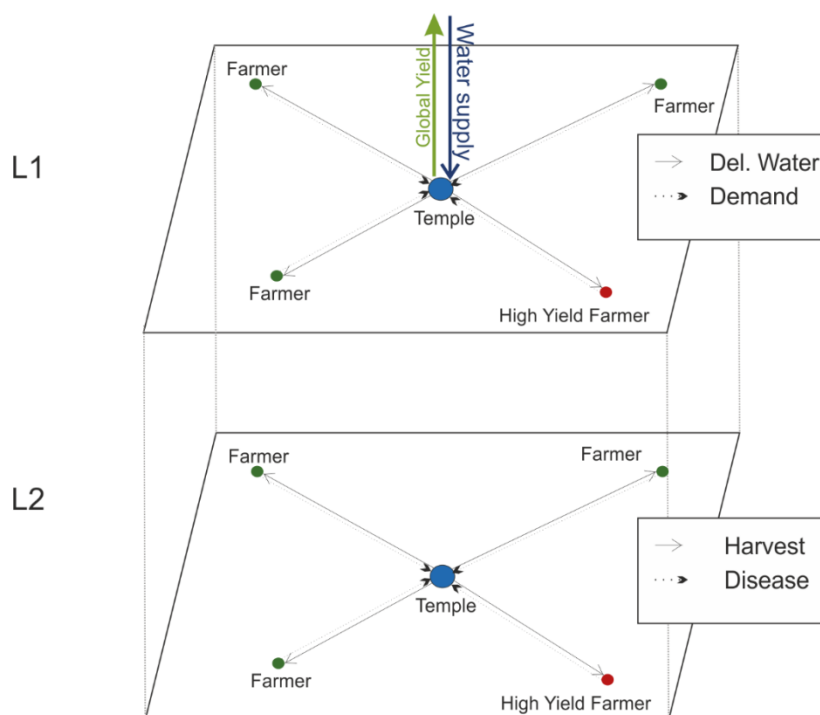 Farmer
Global Yield
Water supply
Farmer
L1
Del. Water
Demand
Temple
Farmer
High Yield Farmer
Farmer
Farmer
L2
Harvest
Disease
Temple
Farmer
High Yield Farmer